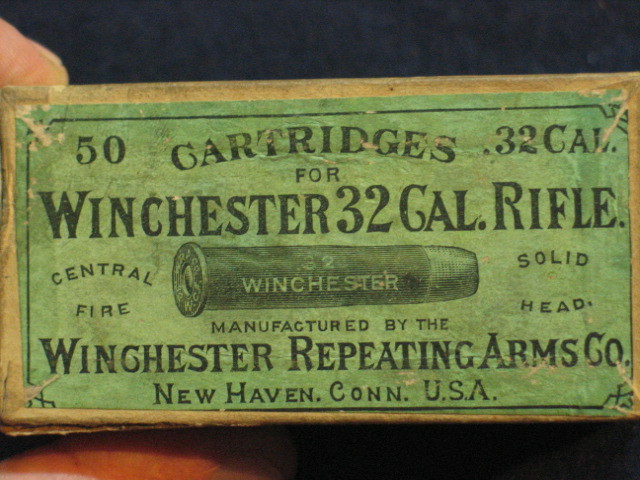 50 CARTRIDGES .32 CAL.
FOR
WINCHESTER 32 CAL. RIFLE.
CENTRAL FIRE
32
WINCHESTER
SOLID HEAD.
MANUFACTURED BY THE
WINCHESTER REPEATING ARMS CO.
NEW HAVEN. CONN. U.S.A.